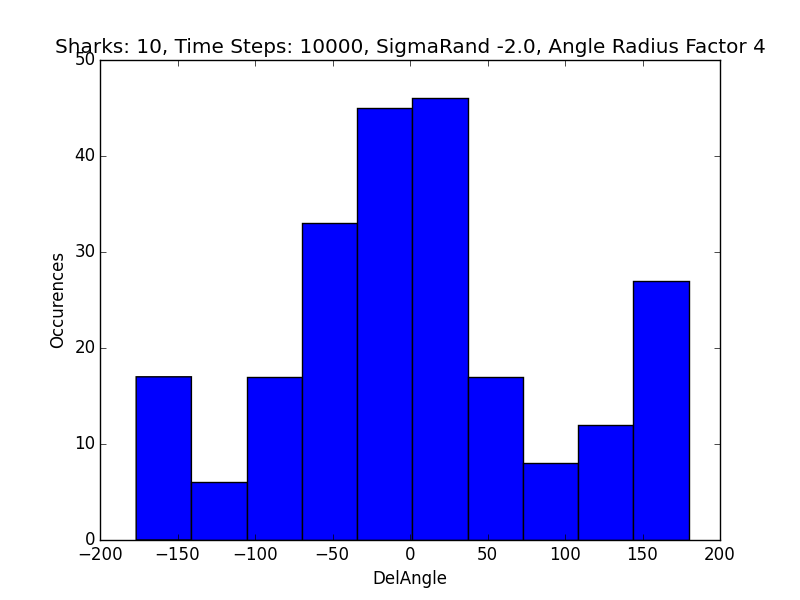 Sharks: 10, Time Steps: 10000, SigmaRand -2.0, Angle Radius Factor 4
50
40
30
20
10
0
Occurences
−200 −150 −100 −50 0 50 100 150 200
DelAngle